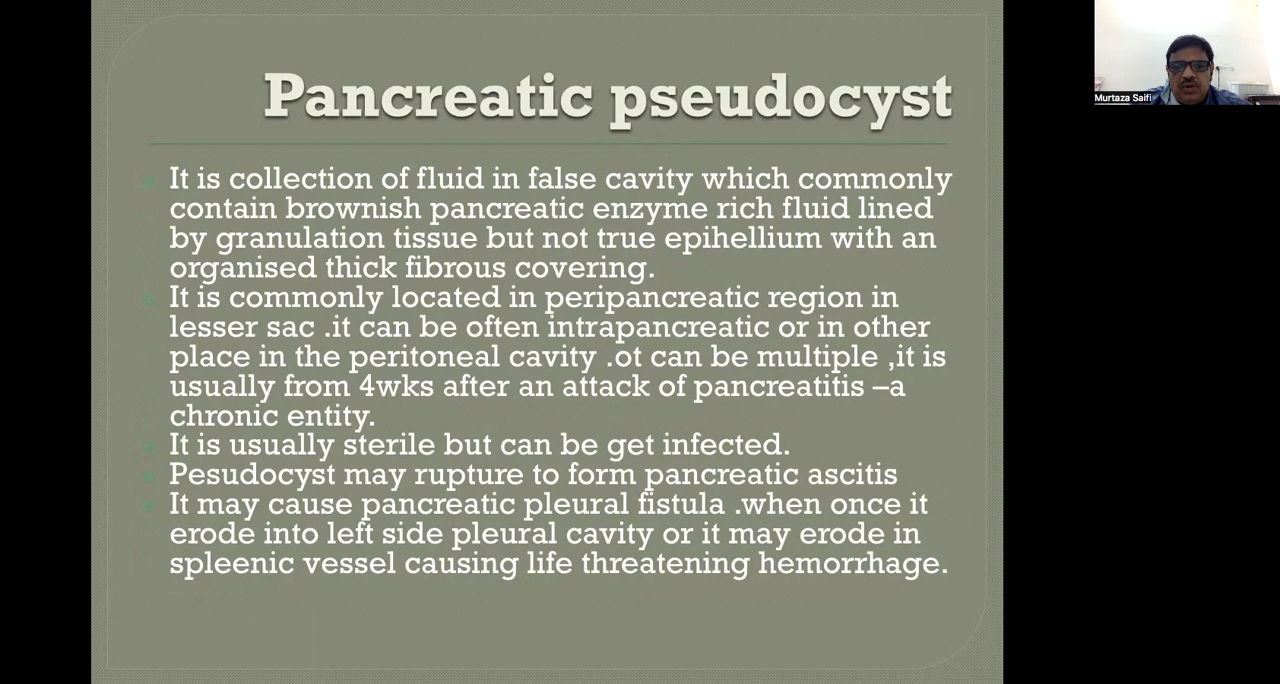 Pancreatic pseudocyst
It is collection of fluid in false cavity which commonly
contain brownish pancreatic enzyme rich fluid lined
by granulation tissue but not true epihellium with an
organised thick fibrous covering.
It is commonly located in peripancreatic region in
lesser sac .it can be often intrapancreatic or in other
place in the peritoneal cavity .ot can be multiple ,it is
usually from 4wks after an attack of pancreatitis –a
chronic entity.
It is usually sterile but can be get infected.
Pesudocyst may rupture to form pancreatic ascitis
It may cause pancreatic pleural fistula .when once it
erode into left side pleural cavity or it may erode in
spleenic vessel causing life threatening hemorrhage.
Murtaza Saifi